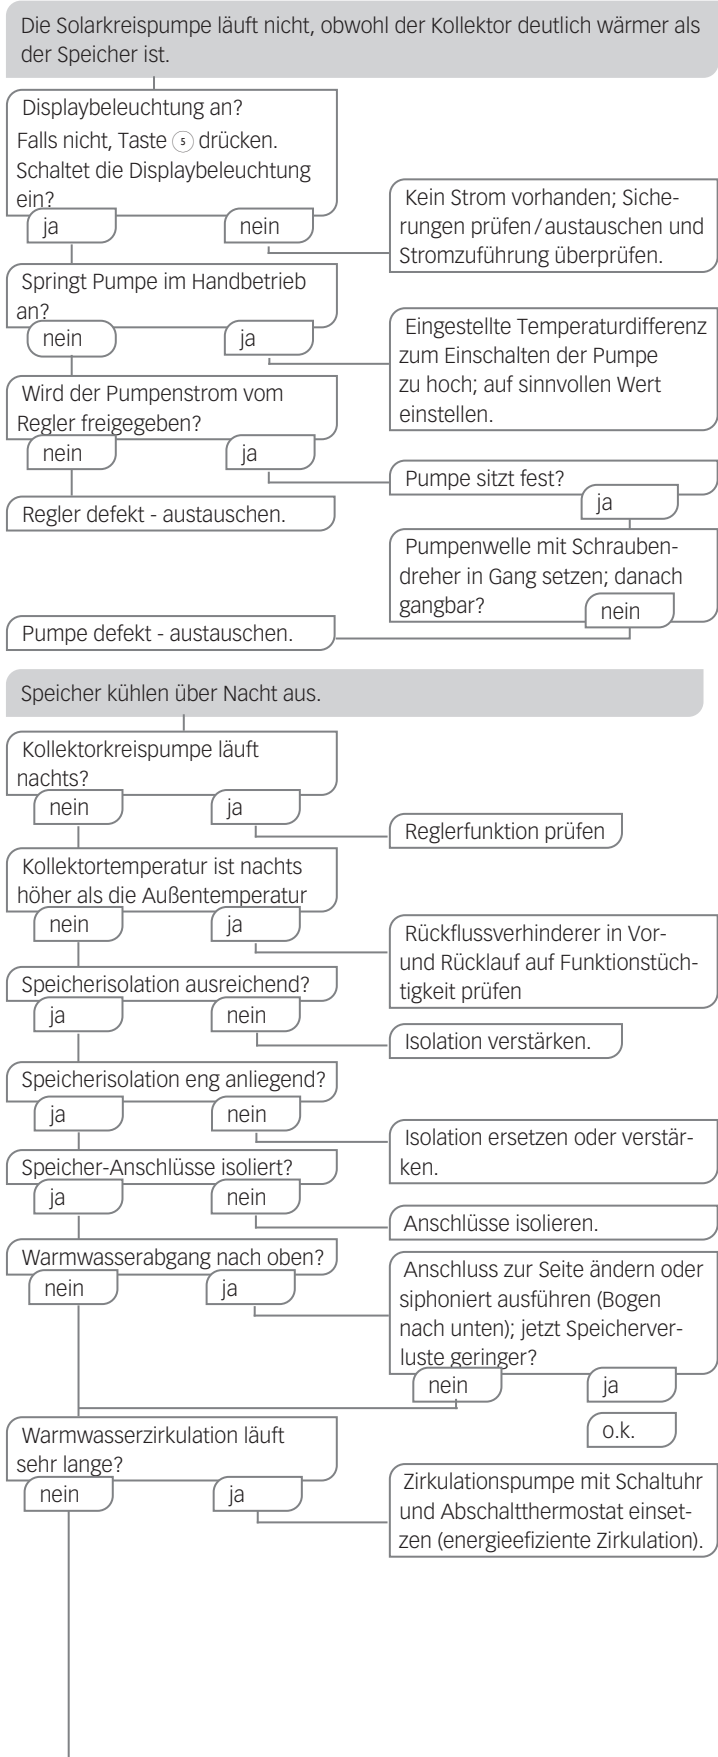 Die Solarkreispumpe läuft nicht, obwohl der Kollektor deutlich wärmer als
der Speicher ist.
Displaybeleuchtung an?
Falls nicht, Taste 5 drücken.
Schaltet die Displaybeleuchtung
ein?
ja
nein
Kein Strom vorhanden; Siche-
rungen prüfen/austauschen und
Stromzuführung überprüfen.
Springt Pumpe im Handbetrieb
an?
nein
ja
Eingestellte Temperaturdifferenz
zum Einschalten der Pumpe
zu hoch; auf sinnvollen Wert
einstellen.
Wird der Pumpenstrom vom
Regler freigegeben?
nein
ja
Pumpe sitzt fest?
ja
Regler defekt - austauschen.
Pumpenwelle mit Schrauben-
dreher in Gang setzen; danach
gangbar?
nein
Pumpe defekt - austauschen.
Speicher kühlen über Nacht aus.
Kollektorkreispumpe läuft
nachts?
nein
ja
Reglerfunktion prüfen
Kollektortemperatur ist nachts
höher als die Außentemperatur
nein
ja
Rückflussverhinderer in Vor-
und Rücklauf auf Funktionstüch-
tigkeit prüfen
Speicherisolation ausreichend?
ja
nein
Isolation verstärken.
Speicherisolation eng anliegend?
ja
nein
Isolation ersetzen oder verstär-
ken.
Speicher-Anschlüsse isoliert?
ja
nein
Anschlüsse isolieren.
Warmwasserabgang nach oben?
nein
ja
Anschluss zur Seite ändern oder
siphoniert ausführen (Bogen
nach unten); jetzt Speicherver-
luste geringer?
nein
ja
o.k.
Warmwasserzirkulation läuft
sehr lange?
nein
ja
Zirkulationspumpe mit Schaltuhr
und Abschaltthermostat einset-
zen (energieefiziente Zirkulation).